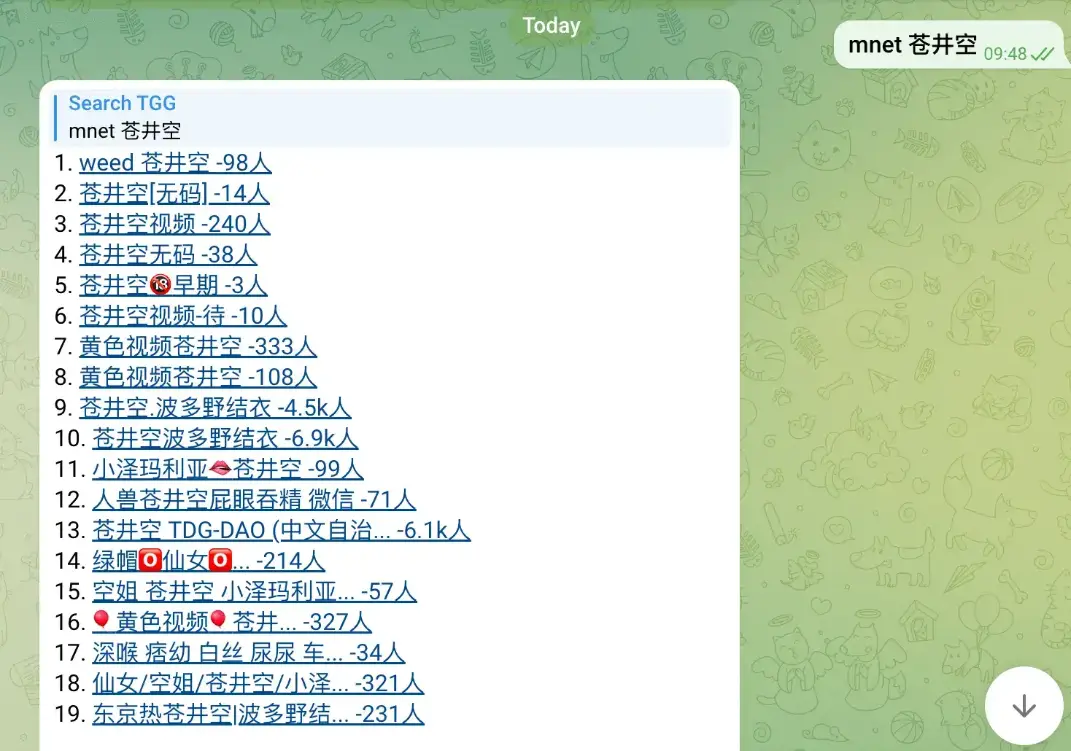 Today
mnet 苍井空 09:48
Search TGG
mnet 苍井空
1. weed 苍井空 -98人
2. 苍井空[无码] -14人
3. 苍井空视频 -240人
4. 苍井空无码 -38人
5. 苍井空🔞早期 -3人
6. 苍井空视频-待 -10人
7. 黄色视频苍井空 -333人
8. 黄色视频苍井空 -108人
9. 苍井空.波多野结衣 -4.5k人
10. 苍井空波多野结衣 -6.9k人
11. 小泽玛利亚🫦苍井空 -99人
12. 人兽苍井空屁眼吞精 微信 -71人
13. 苍井空 TDG-DAO (中文自治... -6.1k人
14. 绿帽🅾️仙女🅾️... -214人
15. 空姐 苍井空 小泽玛利亚... -57人
16. 🎈黄色视频🎈苍井... -327人
17. 深喉 痞幼 白丝 尿尿 车... -34人
18. 仙女/空姐/苍井空/小泽... -321人
19. 东京热苍井空|波多野结... -231人